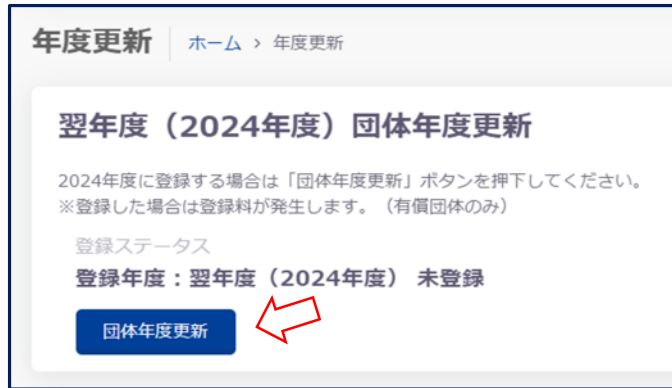 年度更新 ホーム › 年度更新
翌年度（2024年度）団体年度更新
2024年度に登録する場合は「団体年度更新」ボタンを押下してください。
※登録した場合は登録料が発生します。（有償団体のみ）
登録ステータス
登録年度：翌年度（2024年度） 未登録
団体年度更新